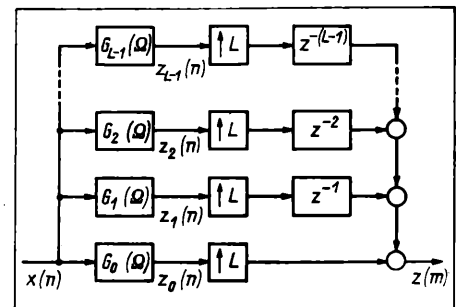 G_{L-1}(Ω) z_{L-1}(n) ↑L z^{-(L-1)}
G_2(Ω) z_2(n) ↑L z^{-2}
G_1(Ω) z_1(n) ↑L z^{-1}
G_0(Ω) z_0(n) ↑L
x(n) z(m)